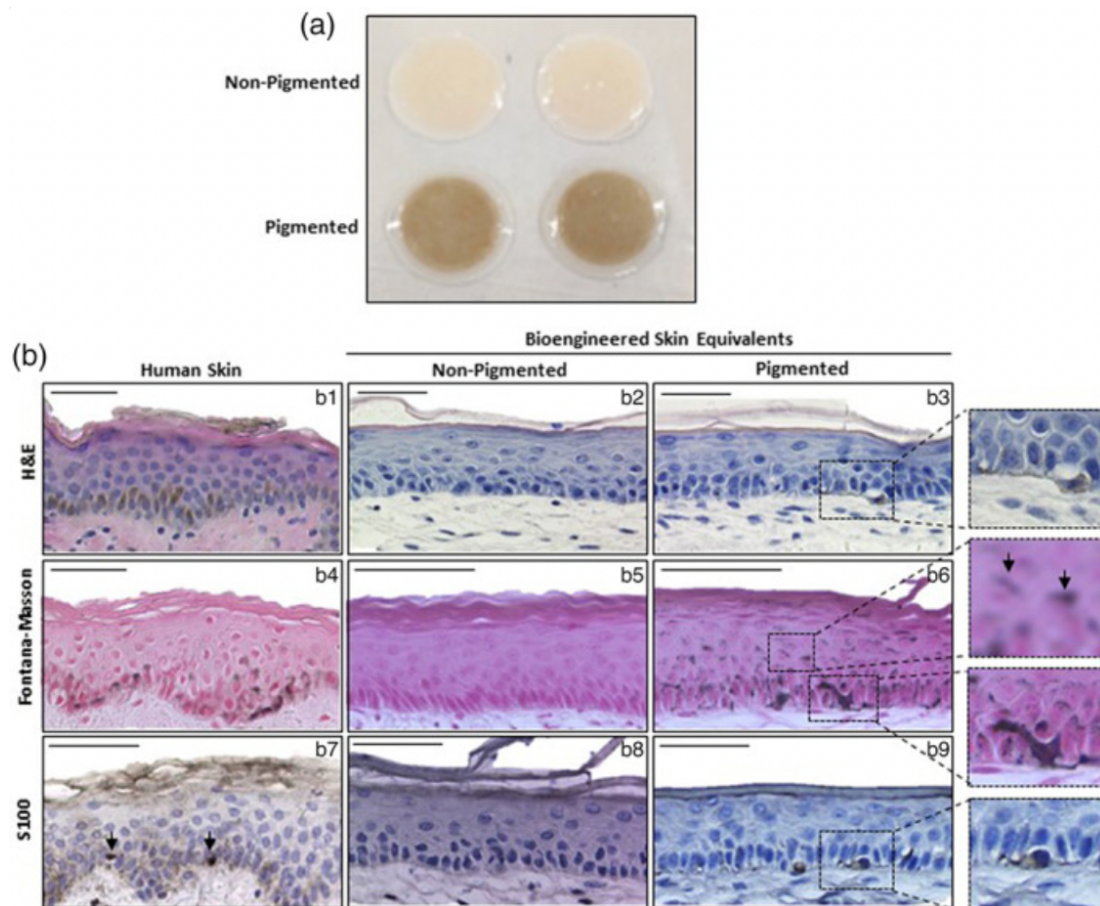 (a)
Non-Pigmented
Pigmented
(b)
Bioengineered Skin Equivalents
Human Skin
Non-Pigmented
Pigmented
H&E
b1
b2
b3
Fontana-Masson
b4
b5
b6
S100
b7
b8
b9